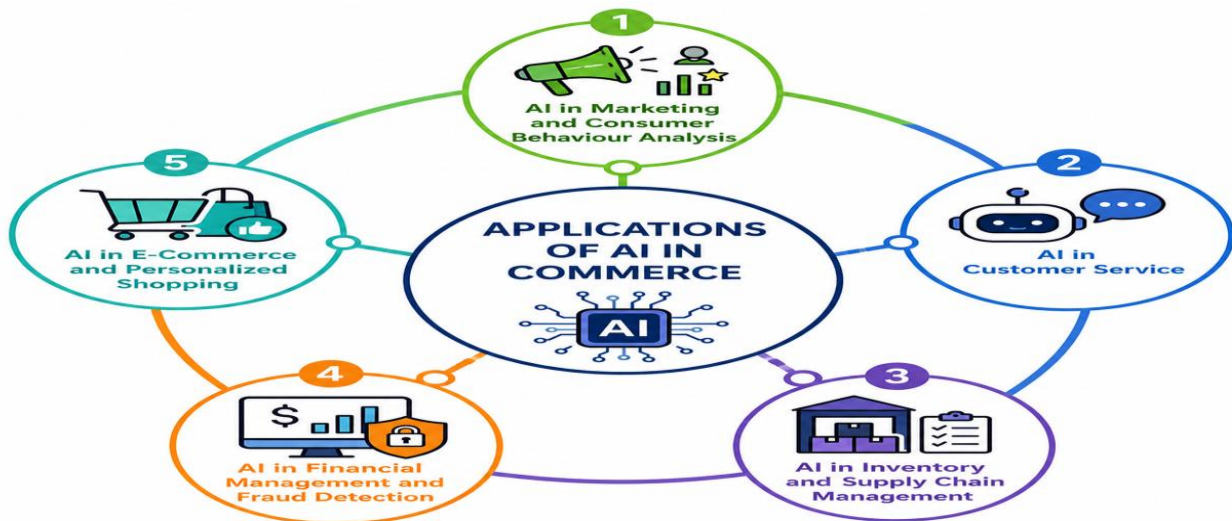 1
AI in Marketing
and Consumer
Behaviour Analysis
5
AI in E-Commerce
and Personalized
Shopping
APPLICATIONS
OF AI IN
COMMERCE
AI
2
AI in
Customer Service
4
$
AI in Financial
Management and
Fraud Detection
3
AI in Inventory
and Supply Chain
Management